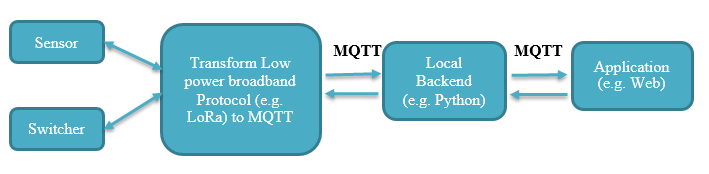 Sensor
Switcher
Transform Low
power broadband
Protocol (e.g.
LoRa) to MQTT
MQTT
Local
Backend
(e.g. Python)
MQTT
Application
(e.g. Web)